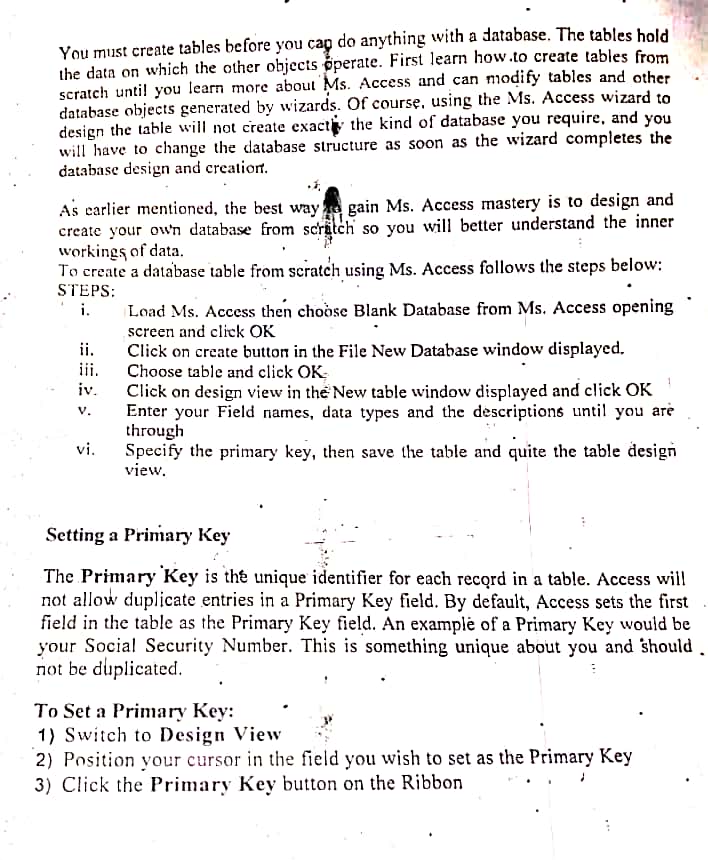 You must create tables before you can do anything with a database. The tables hold
the data on which the other objects operate. First learn how to create tables from
scratch until you learn more about Ms. Access and can modify tables and other
database objects generated by wizards. Of course, using the Ms. Access wizard to
design the table will not create exactly the kind of database you require, and you
will have to change the database structure as soon as the wizard completes the
database design and creation.
As earlier mentioned, the best way to gain Ms. Access mastery is to design and
create your own database from scratch so you will better understand the inner
workings of data.
To create a database table from scratch using Ms. Access follows the steps below:
STEPS:
i. Load Ms. Access then choose Blank Database from Ms. Access opening
screen and click OK
ii. Click on create button in the File New Database window displayed.
iii. Choose table and click OK.
iv. Click on design view in the New table window displayed and click OK
v. Enter your Field names, data types and the descriptions until you are
through
vi. Specify the primary key, then save the table and quite the table design
view.
Setting a Primary Key
The Primary Key is the unique identifier for each record in a table. Access will
not allow duplicate entries in a Primary Key field. By default, Access sets the first
field in the table as the Primary Key field. An example of a Primary Key would be
your Social Security Number. This is something unique about you and should
not be duplicated.
To Set a Primary Key:
1) Switch to Design View
2) Position your cursor in the field you wish to set as the Primary Key
3) Click the Primary Key button on the Ribbon